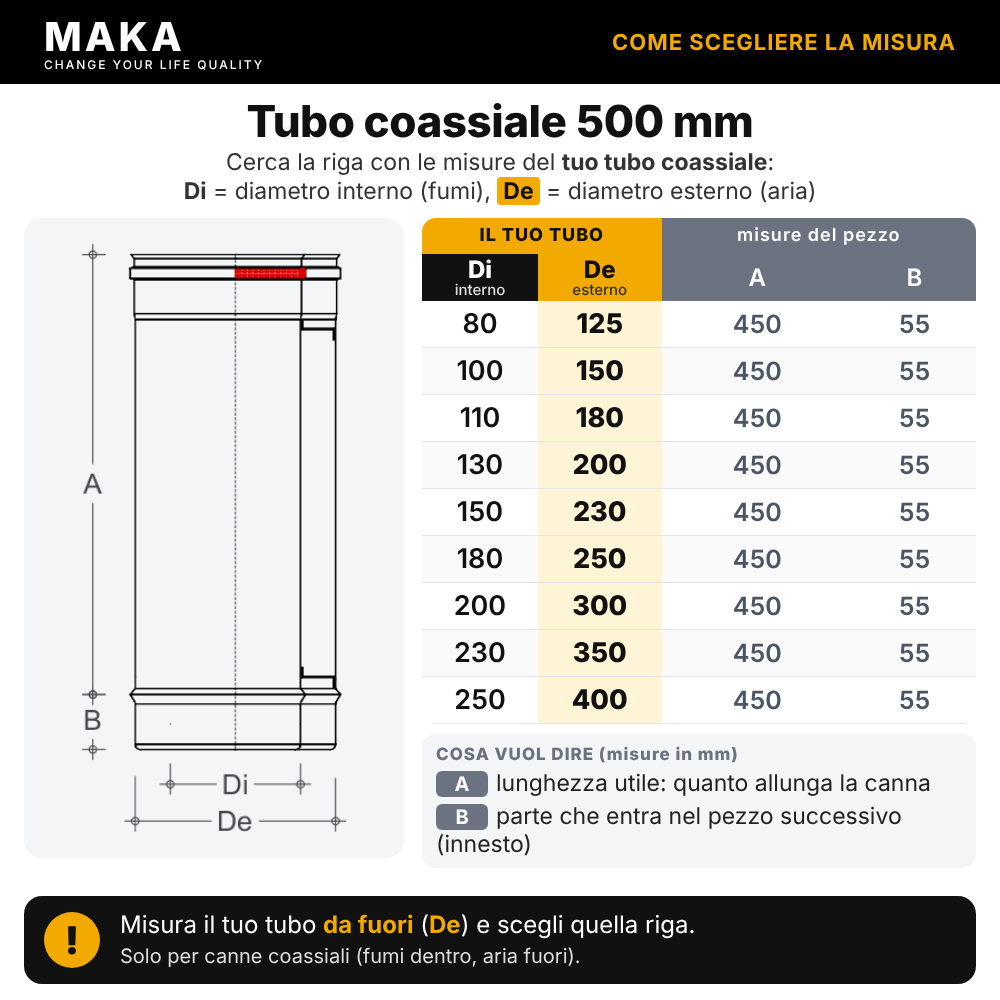 MAKA
CHANGE YOUR LIFE QUALITY
COME SCEGLIERE LA MISURA
Tubo coassiale 500 mm
Cerca la riga con le misure del tuo tubo coassiale:
Di = diametro interno (fumi), De = diametro esterno (aria)
A
B
Di
De
IL TUO TUBO misure del pezzo
Di De A B
interno esterno
80 125 450 55
100 150 450 55
110 180 450 55
130 200 450 55
150 230 450 55
180 250 450 55
200 300 450 55
230 350 450 55
250 400 450 55
COSA VUOL DIRE (misure in mm)
A lunghezza utile: quanto allunga la canna
B parte che entra nel pezzo successivo
(innesto)
! Misura il tuo tubo da fuori (De) e scegli quella riga.
Solo per canne coassiali (fumi dentro, aria fuori).